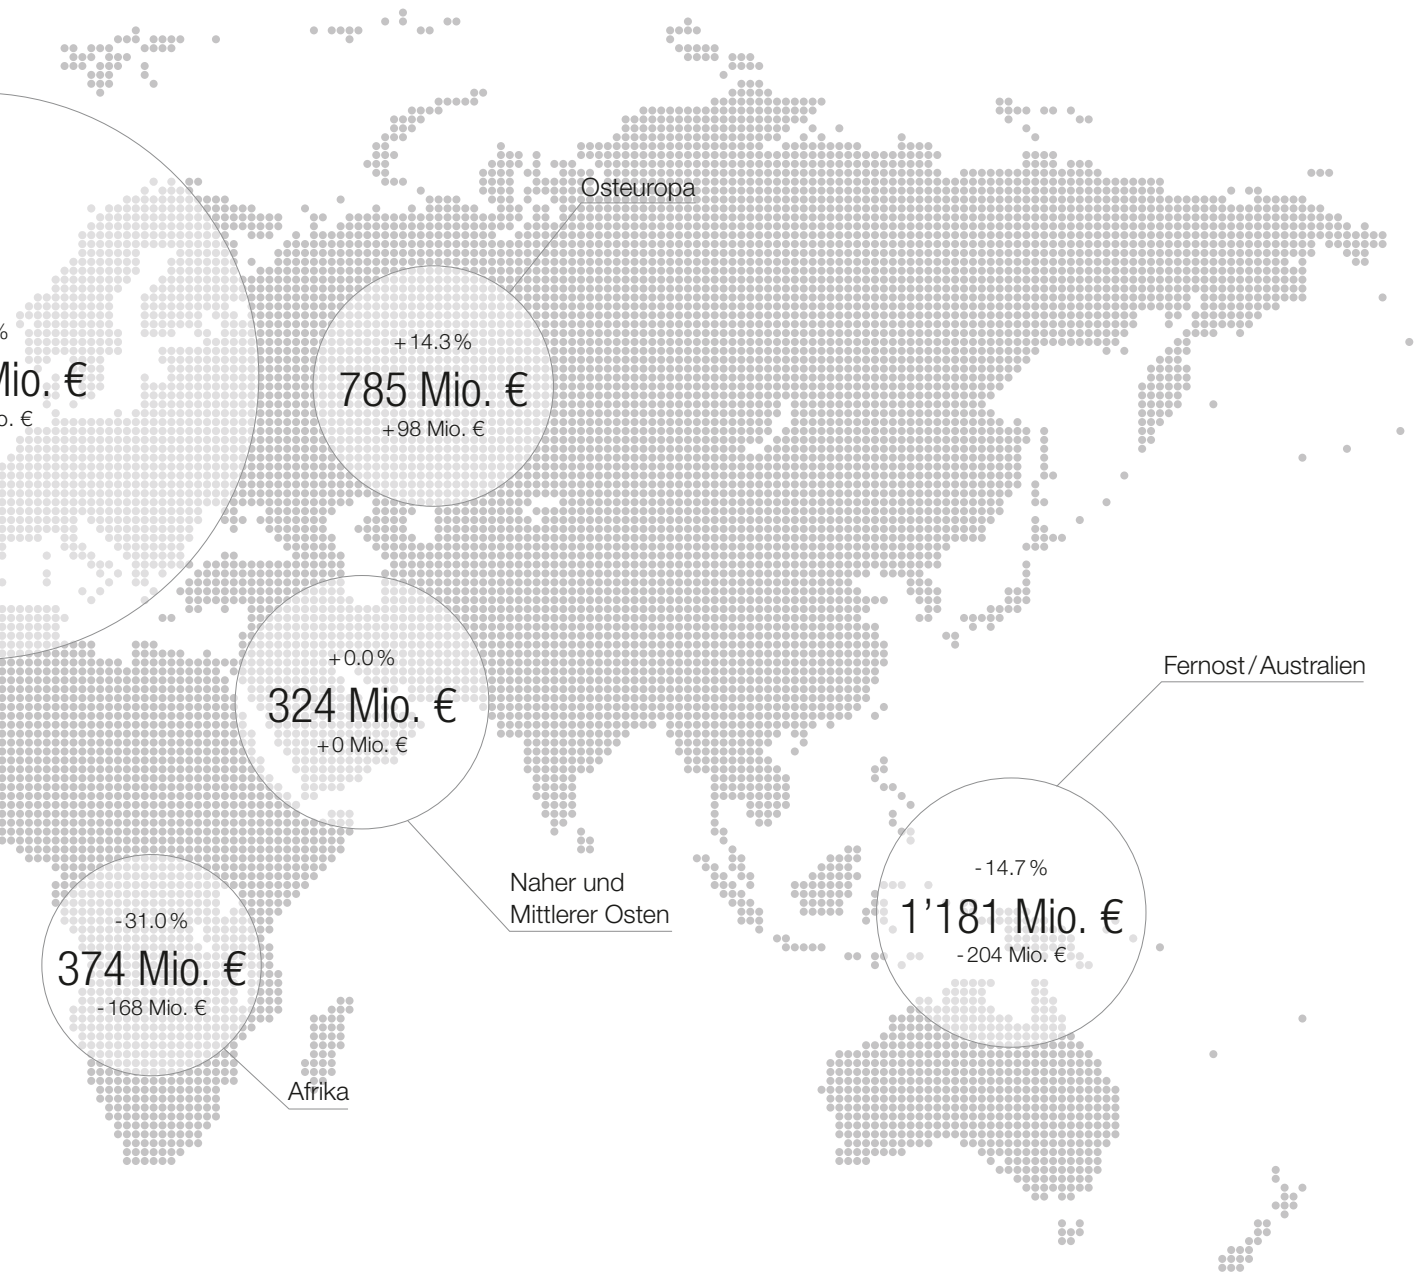 Osteuropa
+14.3%
785 Mio. €
+98 Mio. €
%
Mio. €
€
+0.0%
324 Mio. €
+0 Mio. €
Naher und
Mittlerer Osten
Fernost/Australien
-14.7%
1’181 Mio. €
-204 Mio. €
-31.0%
374 Mio. €
-168 Mio. €
Afrika